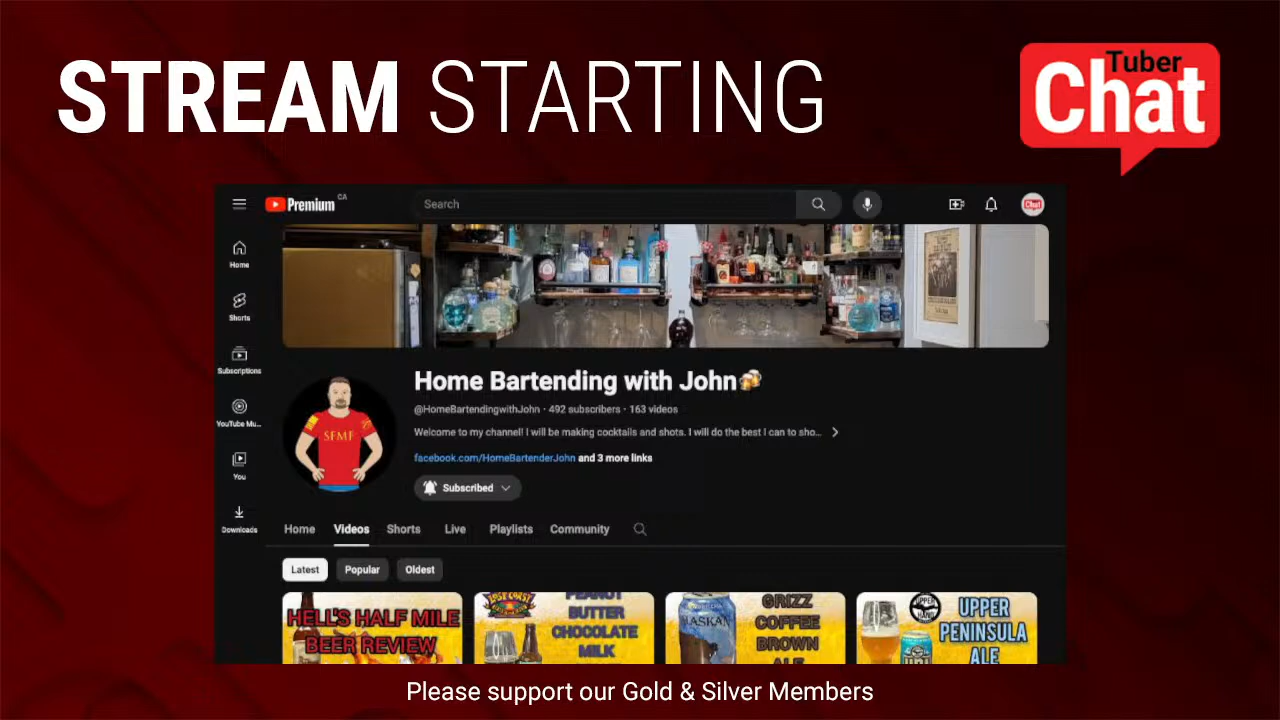 STREAM STARTING
Tuber
Chat
Premium CA
Search
Chat
Home
Shorts
Subscriptions
YouTube Mu...
You
Downloads
Home Bartending with John
@HomeBartendingwithJohn · 492 subscribers · 163 videos
Welcome to my channel! I will be making cocktails and shots. I will do the best I can to sho...
facebook.com/HomeBartenderJohn and 3 more links
SFMF
Subscribed
Home Videos Shorts Live Playlists Community
Latest Popular Oldest
HELL'S HALF MILE
BEER REVIEW
LOST COAST
PEANUT
BUTTER
CHOCOLATE
MILK
GRIZZ
COFFEE
BROWN
ALE
UPPER
PENINSULA
ALE
Please support our Gold & Silver Members